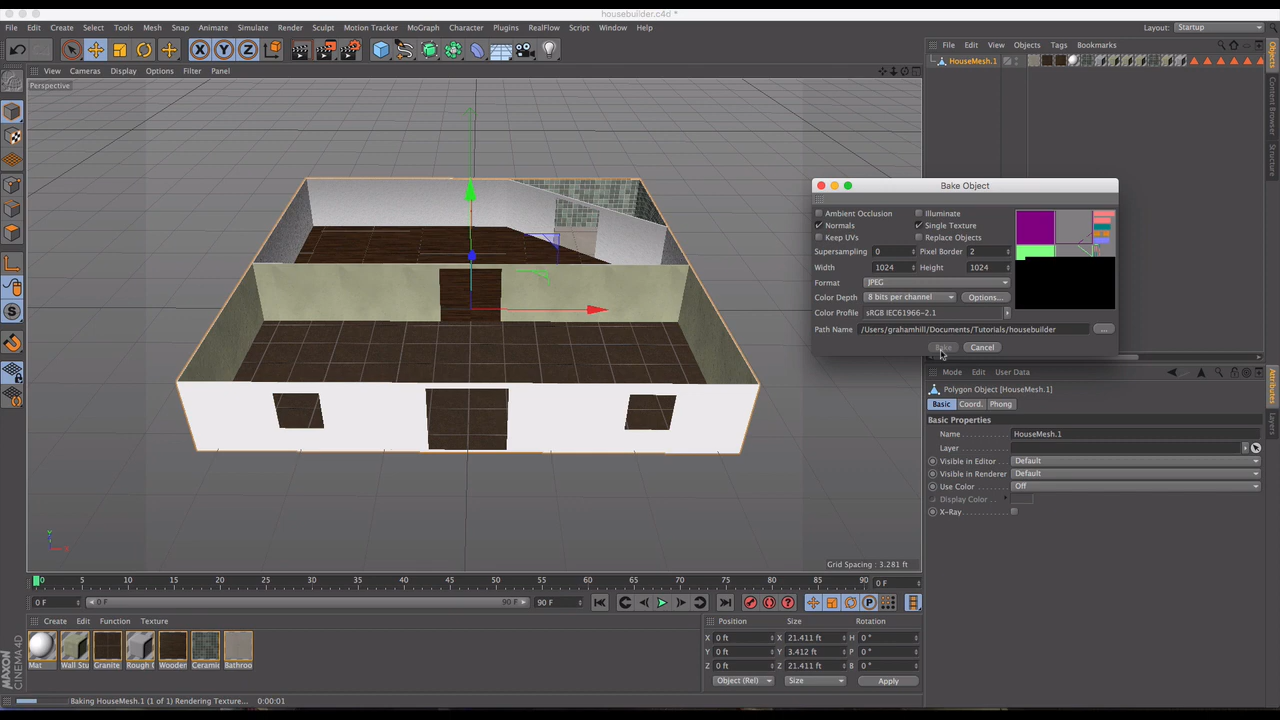 housebuilder.c4d *
File Edit Create Select Tools Mesh Snap Animate Simulate Render Sculpt Motion Tracker MoGraph Character Plugins RealFlow Script Window Help Layout: Startup
X Y Z
File Edit View Objects Tags Bookmarks
View Cameras Display Options Filter Panel
HouseMesh.1
Perspective
Objects
Content Browser
Structure
Bake Object
Ambient Occlusion Illuminate
Normals Single Texture
Keep UVs Replace Objects
Supersampling 0 Pixel Border 2
Width 1024 Height 1024
Format JPEG
Color Depth 8 bits per channel Options...
Color Profile sRGB IEC61966-2.1
Path Name /Users/grahamhill/Documents/Tutorials/housebuilder ...
Bake Cancel
Mode Edit User Data
Attributes
Layers
Polygon Object [HouseMesh.1]
Basic Coord. Phong
Basic Properties
Name HouseMesh.1
Layer
Visible in Editor Default
Visible in Renderer Default
Use Color Off
Display Color
X-Ray
Grid Spacing : 3.281 ft
0 5 10 15 20 25 30 35 40 45 50 55 60 65 70 75 80 85 90 0 F
0 F 0 F 90 F 90 F
Create Edit Function Texture
Mat Wall Stu Granite Rough C Wooden Ceramic Bathroo
Position Size Rotation
X 0 ft X 21.411 ft H 0 °
Y 0 ft Y 3.412 ft P 0 °
Z 0 ft Z 21.411 ft B 0 °
Object (Rel) Size Apply
MAXON CINEMA4D
Baking HouseMesh.1 (1 of 1) Rendering Texture... 0:00:01